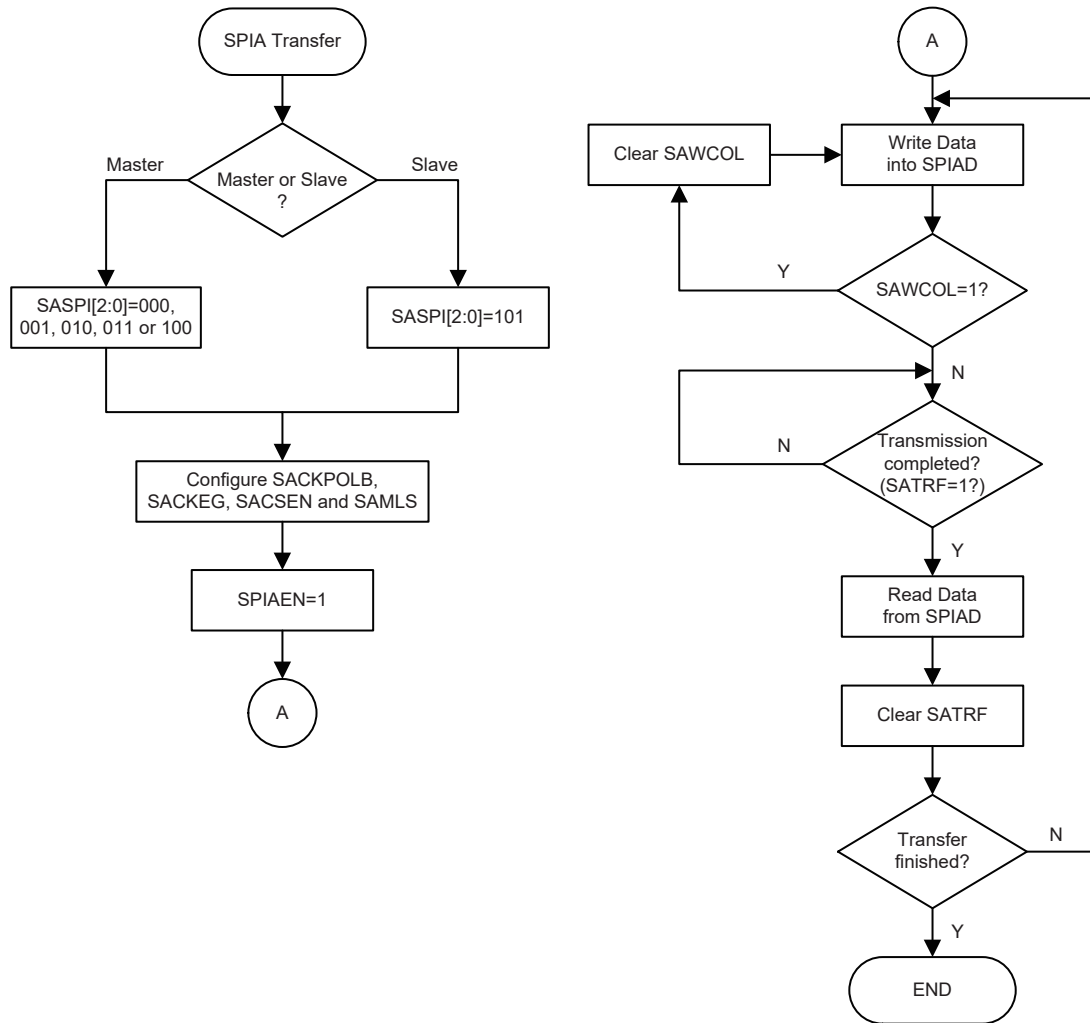 SPIA Transfer
Master or Slave
?
Master
Slave
SASPI[2:0]=000,
001, 010, 011 or 100
SASPI[2:0]=101
Configure SACKPOLB,
SACKEG, SACSEN and SAMLS
SPIAEN=1
A
A
Write Data
into SPIAD
Clear SAWCOL
Y
SAWCOL=1?
N
N
Transmission
completed?
(SATRF=1?)
Y
Read Data
from SPIAD
Clear SATRF
Transfer
finished?
N
Y
END